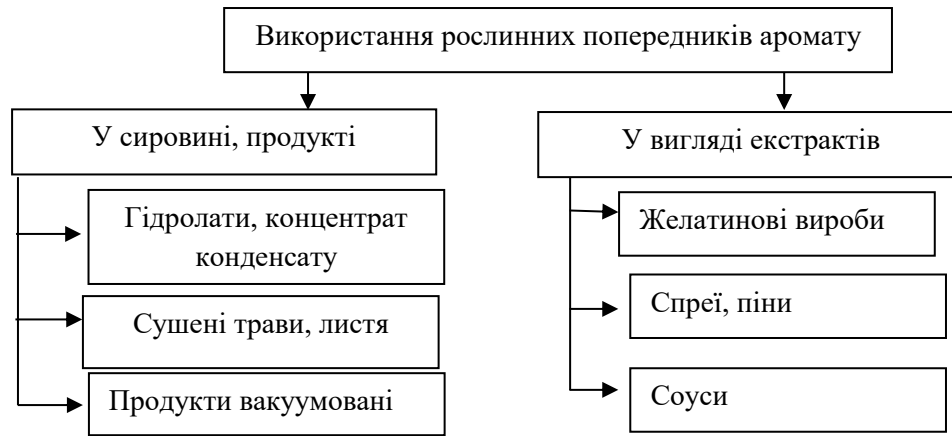 Використання рослинних попередників аромату
У сировині, продукті
Гідролати, концентрат
конденсату
Сушені трави, листя
Продукти вакуумовані
У вигляді екстрактів
Желатинові вироби
Спреї, піни
Соуси